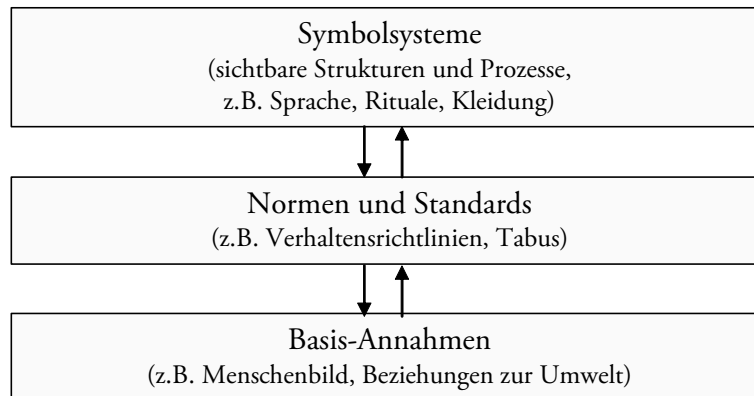 Symbolsysteme
(sichtbare Strukturen und Prozesse,
z.B. Sprache, Rituale, Kleidung)
Normen und Standards
(z.B. Verhaltensrichtlinien, Tabus)
Basis-Annahmen
(z.B. Menschenbild, Beziehungen zur Umwelt)